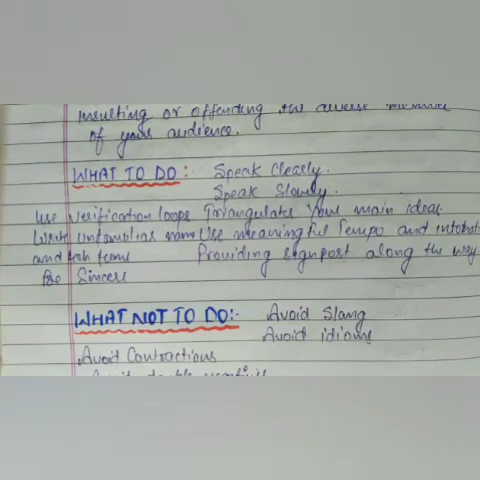 insulting or offending the
of your audience.
WHAT TO DO: Speak Clearly.
Speak Slowly.
Use Verification loops Triangulate Your main ideas
Write unfamiliar name Use meaningful Tempo and
and tech terms Providing signpost along the way
Be Sincere
WHAT NOT TO DO:- Avoid Slang
Avoid idioms
Avoid Contractions